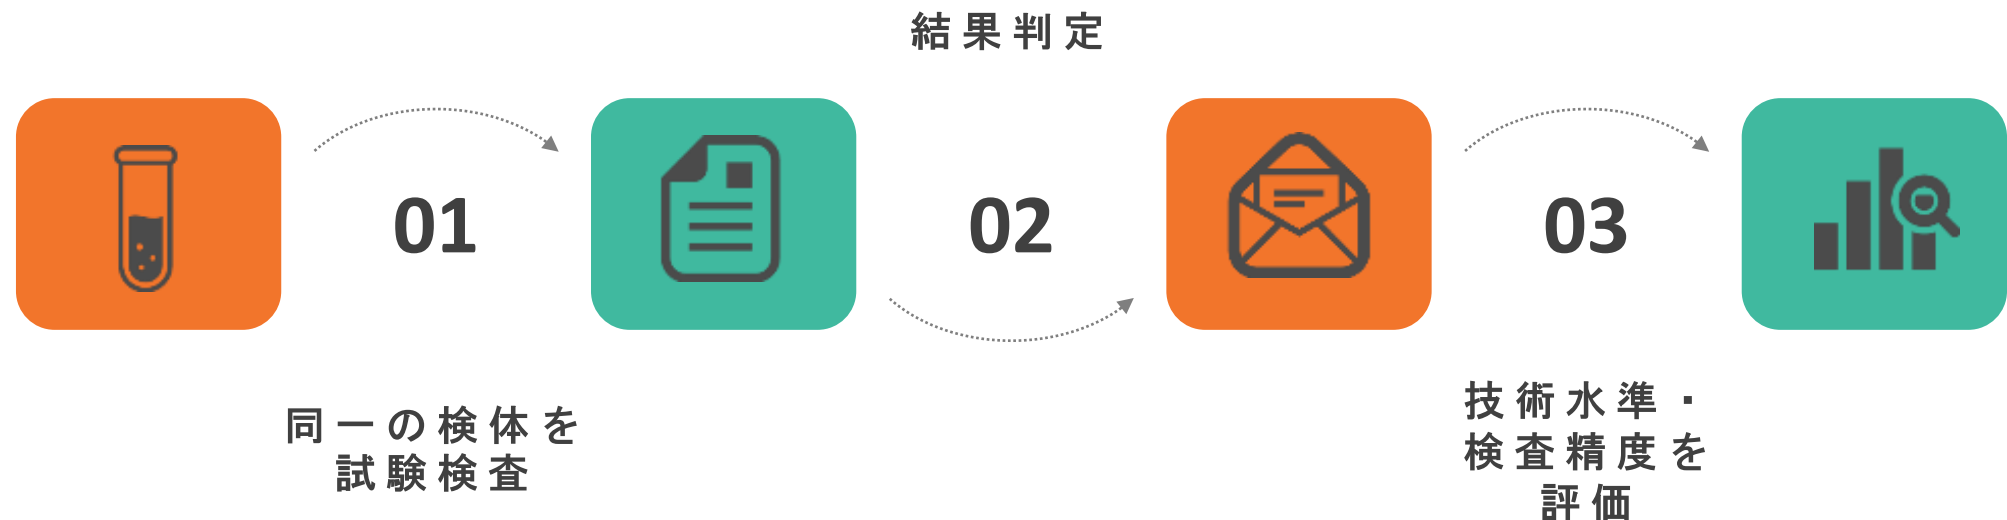 結果判定
01
02
03
同一の検体を
試験検査
技術水準・
検査精度を
評価